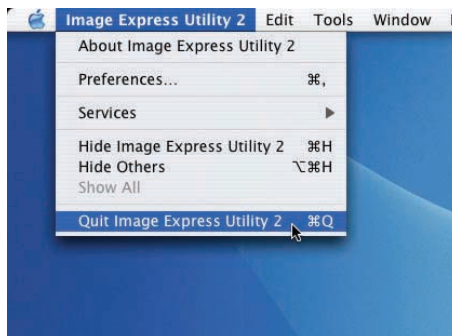 Image Express Utility 2 Edit Tools Window
About Image Express Utility 2
Preferences... ⌘,
Services ▶
Hide Image Express Utility 2 ⌘H
Hide Others ⌥⌘H
Show All
Quit Image Express Utility 2 ⌘Q